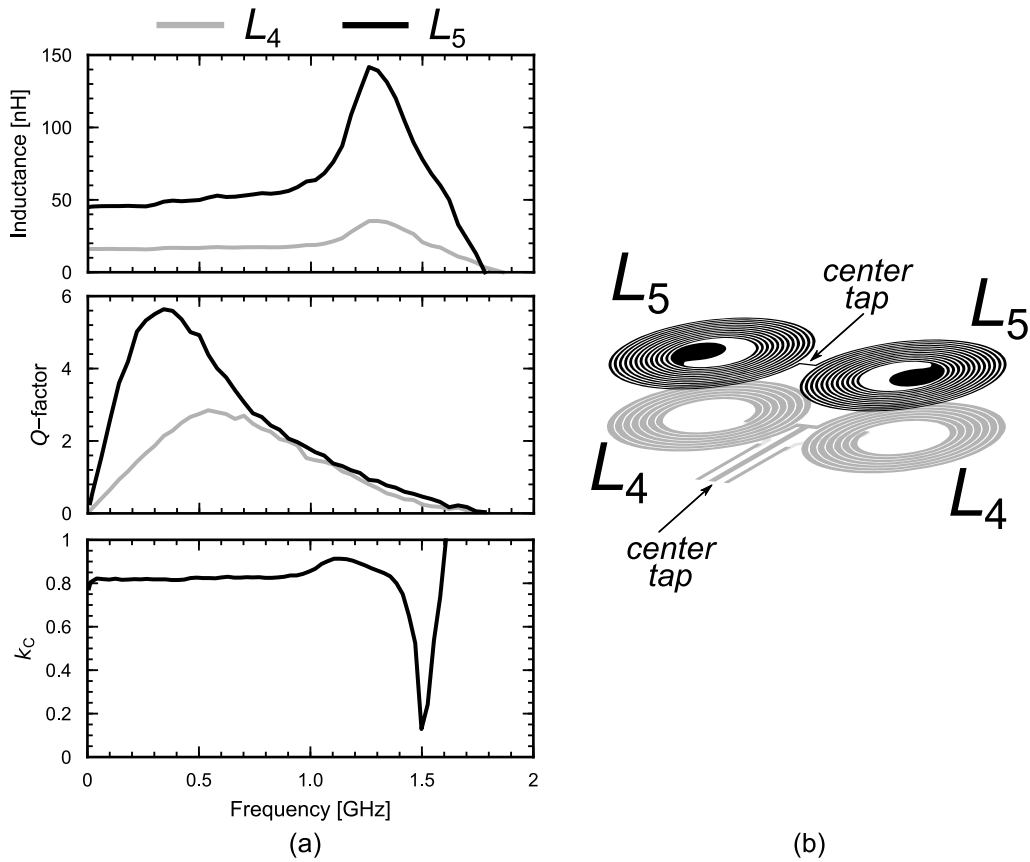 L4 L5
150
100
50
0
Inductance [nH]
6
4
2
0
Q−factor
1
0.8
0.6
0.4
0.2
0
kC
0 0.5 1.0 1.5 2
Frequency [GHz]
(a)
center
tap
L5
L5
L4
L4
center
tap
(b)